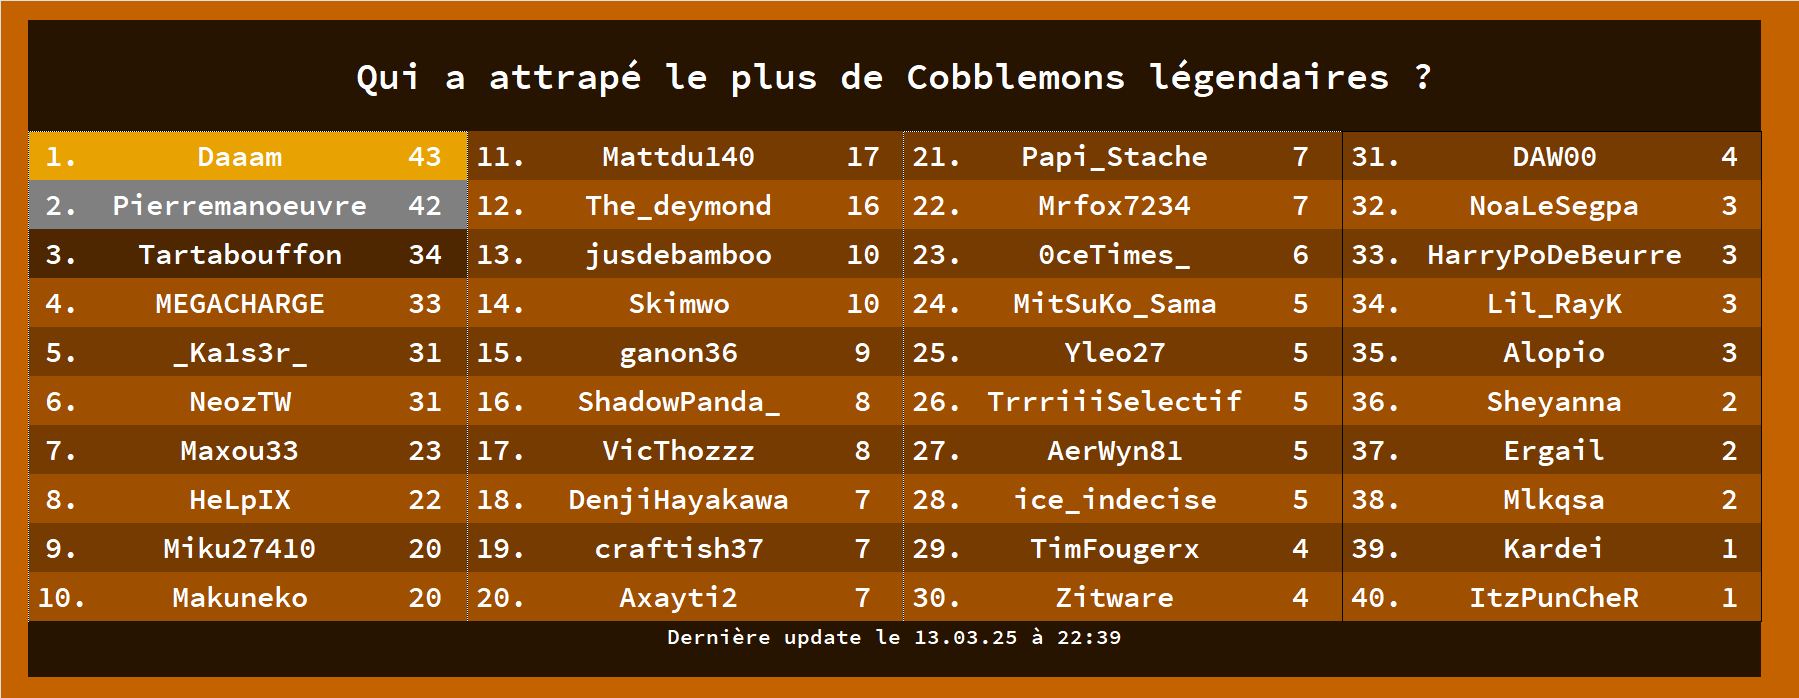 Qui a attrapé le plus de Cobblemons légendaires ?
1. Daaam 43 11. Mattdu140 17 21. Papi_Stache 7 31. DAW00 4
2. Pierremanoeuvre 42 12. The_deymond 16 22. Mrfox7234 7 32. NoaLeSegpa 3
3. Tartabouffon 34 13. jusdebamboo 10 23. 0ceTimes_ 6 33. HarryPoDeBeurre 3
4. MEGACHARGE 33 14. Skimwo 10 24. MitSuKo_Sama 5 34. Lil_RayK 3
5. _Ka1s3r_ 31 15. ganon36 9 25. Yleo27 5 35. Alopio 3
6. NeozTW 31 16. ShadowPanda_ 8 26. TrrriiiSelectif 5 36. Sheyanna 2
7. Maxou33 23 17. VicThozzz 8 27. AerWyn81 5 37. Ergail 2
8. HeLpIX 22 18. DenjiHayakawa 7 28. ice_indecise 5 38. Mlkqsa 2
9. Miku27410 20 19. craftish37 7 29. TimFougerx 4 39. Kardei 1
10. Makuneko 20 20. Axayti2 7 30. Zitware 4 40. ItzPunCheR 1
Dernière update le 13.03.25 à 22:39